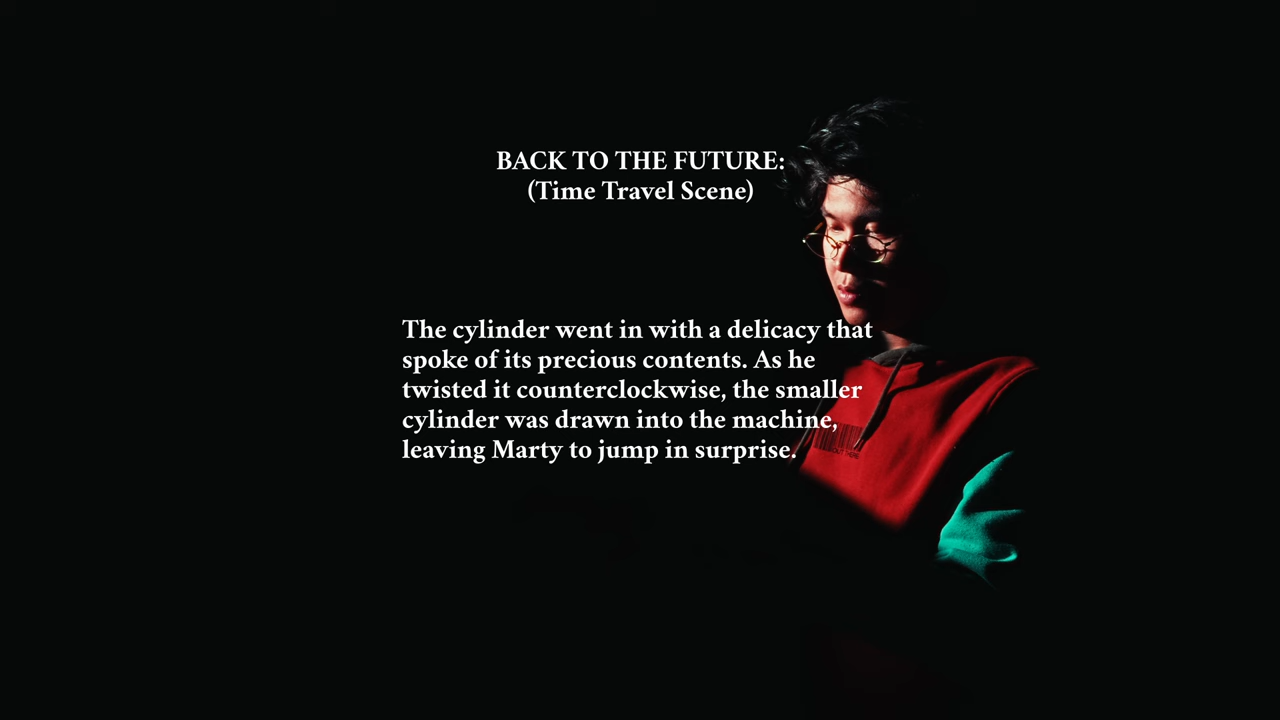 BACK TO THE FUTURE:
(Time Travel Scene)
The cylinder went in with a delicacy that
spoke of its precious contents. As he
twisted it counterclockwise, the smaller
cylinder was drawn into the machine,
leaving Marty to jump in surprise.